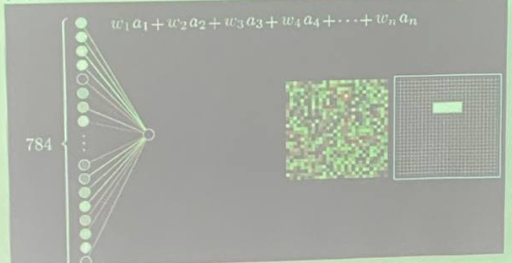 w₁a₁ + w₂a₂ + w₃a₃ + w₄a₄ + ⋯ + wₙaₙ
784